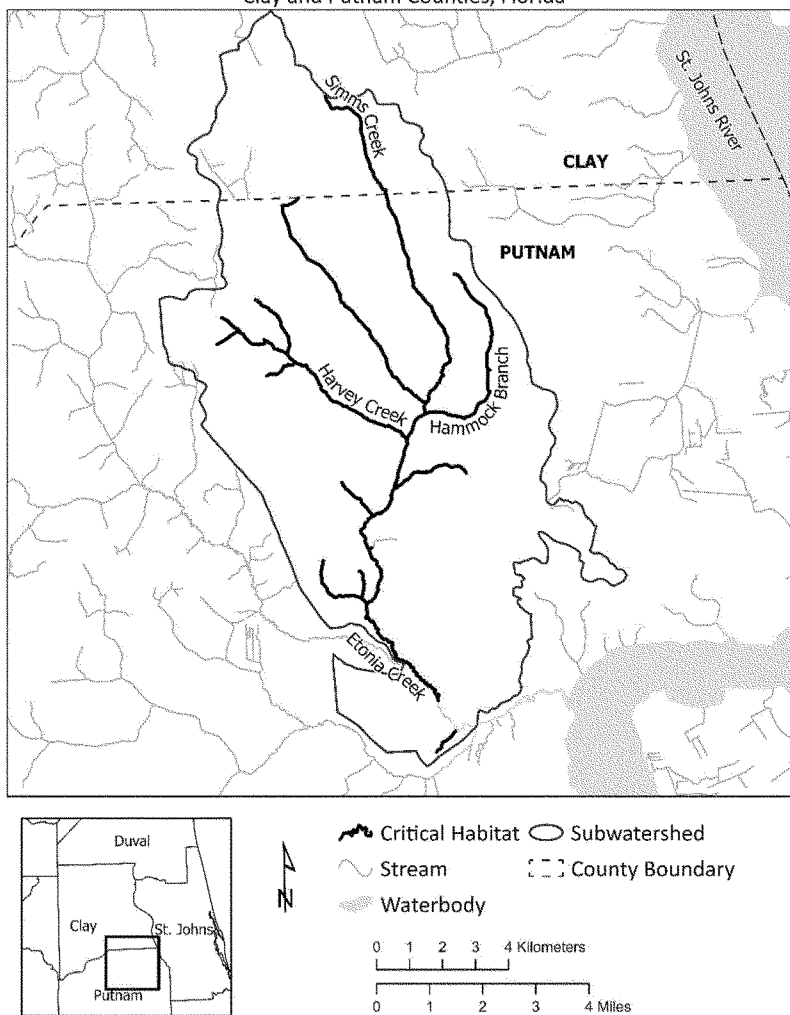 Clay and Putnam Counties, Florida
Simms Creek
St. Johns River
CLAY
PUTNAM
Harvey Creek
Hammock Branch
Etonia Creek
Duval
Clay
St. Johns
Putnam
N
Critical Habitat
Subwatershed
Stream
County Boundary
Waterbody
0 1 2 3 4 Kilometers
0 1 2 3 4 Miles